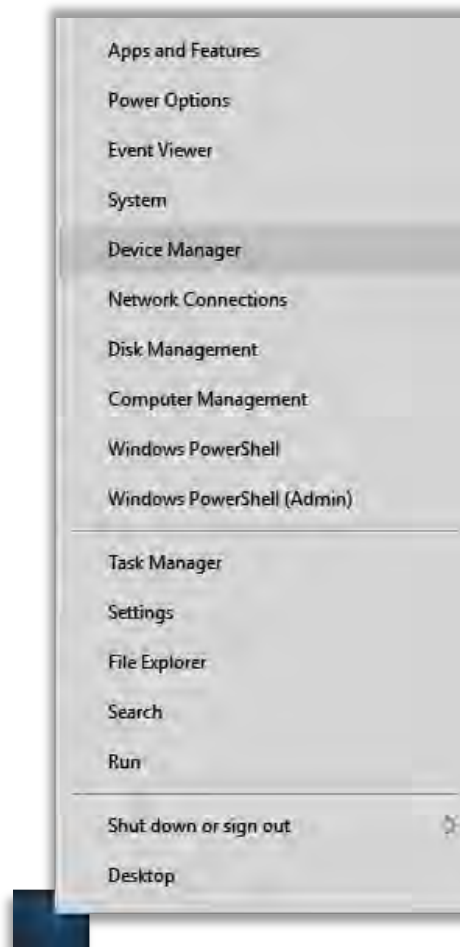 Apps and Features
Power Options
Event Viewer
System
Device Manager
Network Connections
Disk Management
Computer Management
Windows PowerShell
Windows PowerShell (Admin)
Task Manager
Settings
File Explorer
Search
Run
Shut down or sign out
Desktop